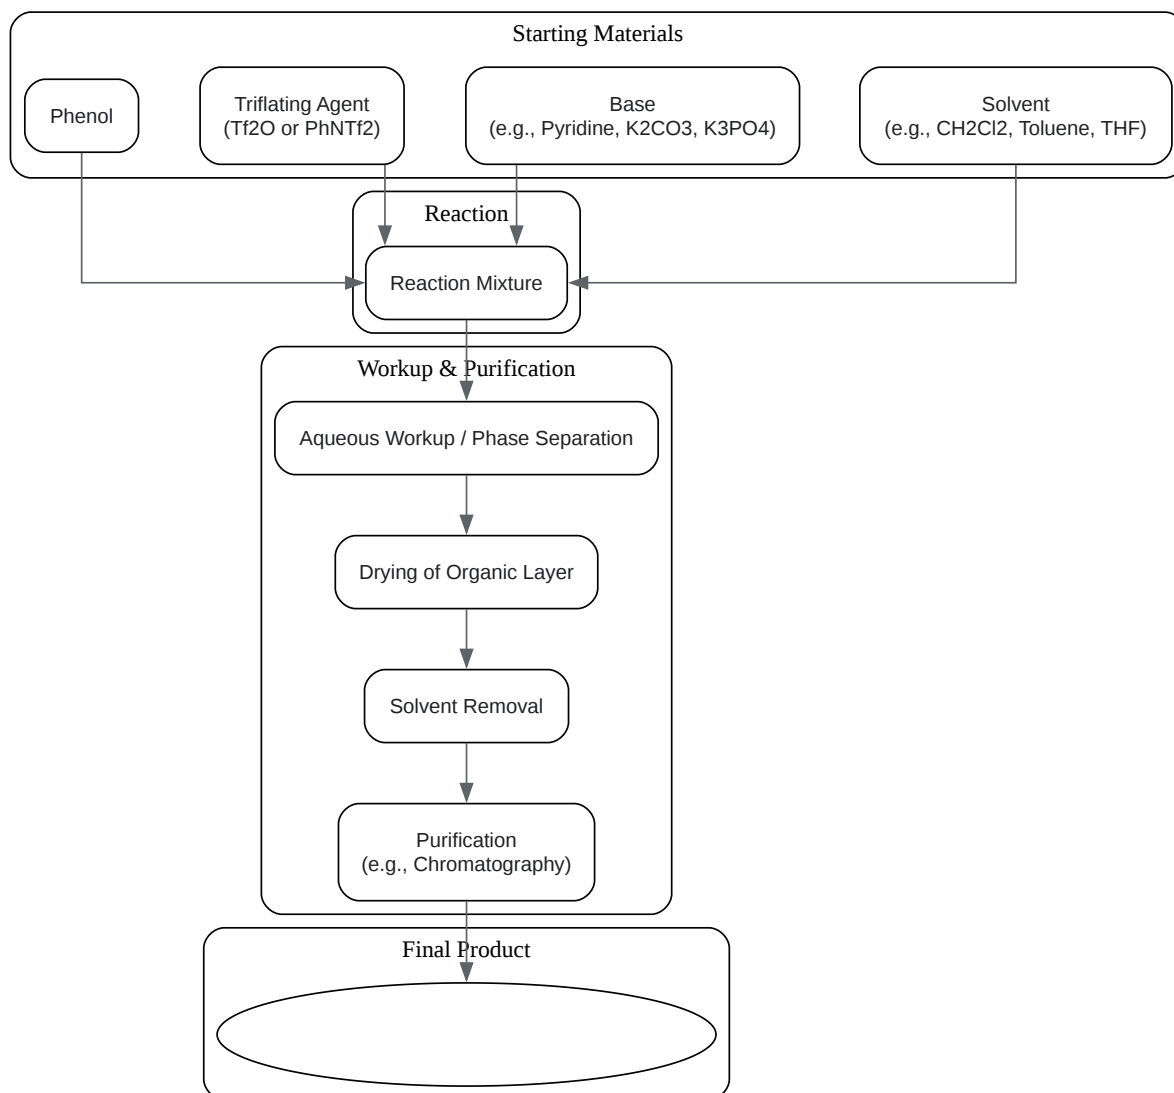 Starting Materials
Phenol
Triflating Agent
(Tf2O or PhNTf2)
Base
(e.g., Pyridine, K2CO3, K3PO4)
Solvent
(e.g., CH2Cl2, Toluene, THF)
Reaction
Reaction Mixture
Workup & Purification
Aqueous Workup / Phase Separation
Drying of Organic Layer
Solvent Removal
Purification
(e.g., Chromatography)
Final Product